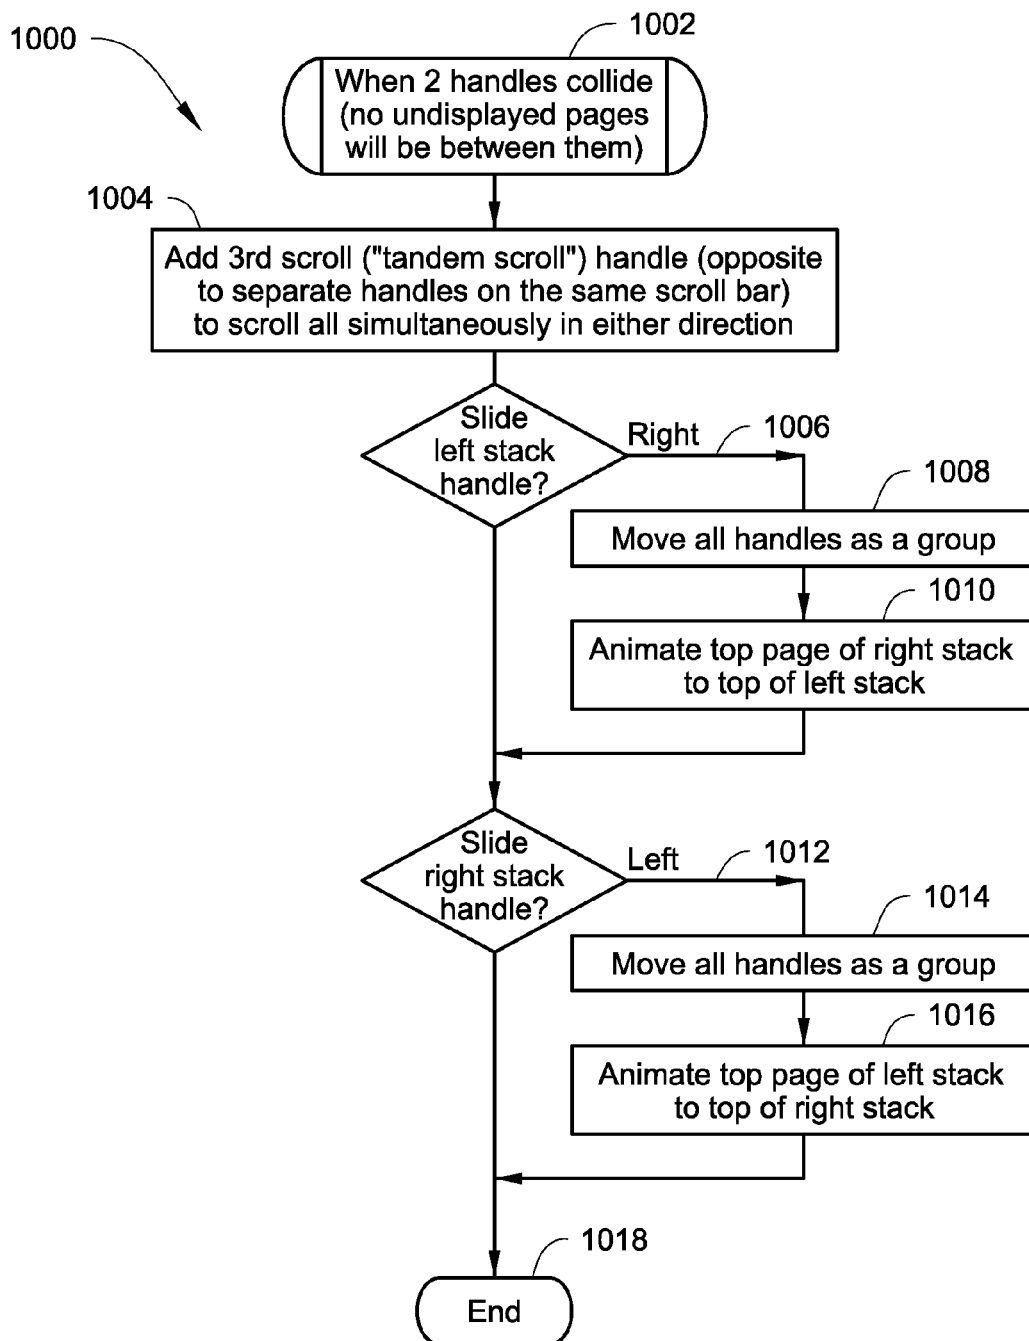 1000
1002
When 2 handles collide
(no undisplayed pages
will be between them)
1004
Add 3rd scroll ("tandem scroll") handle (opposite
to separate handles on the same scroll bar)
to scroll all simultaneously in either direction
Slide
left stack
handle?
Right
1006
1008
Move all handles as a group
1010
Animate top page of right stack
to top of left stack
Slide
right stack
handle?
Left
1012
1014
Move all handles as a group
1016
Animate top page of left stack
to top of right stack
1018
End